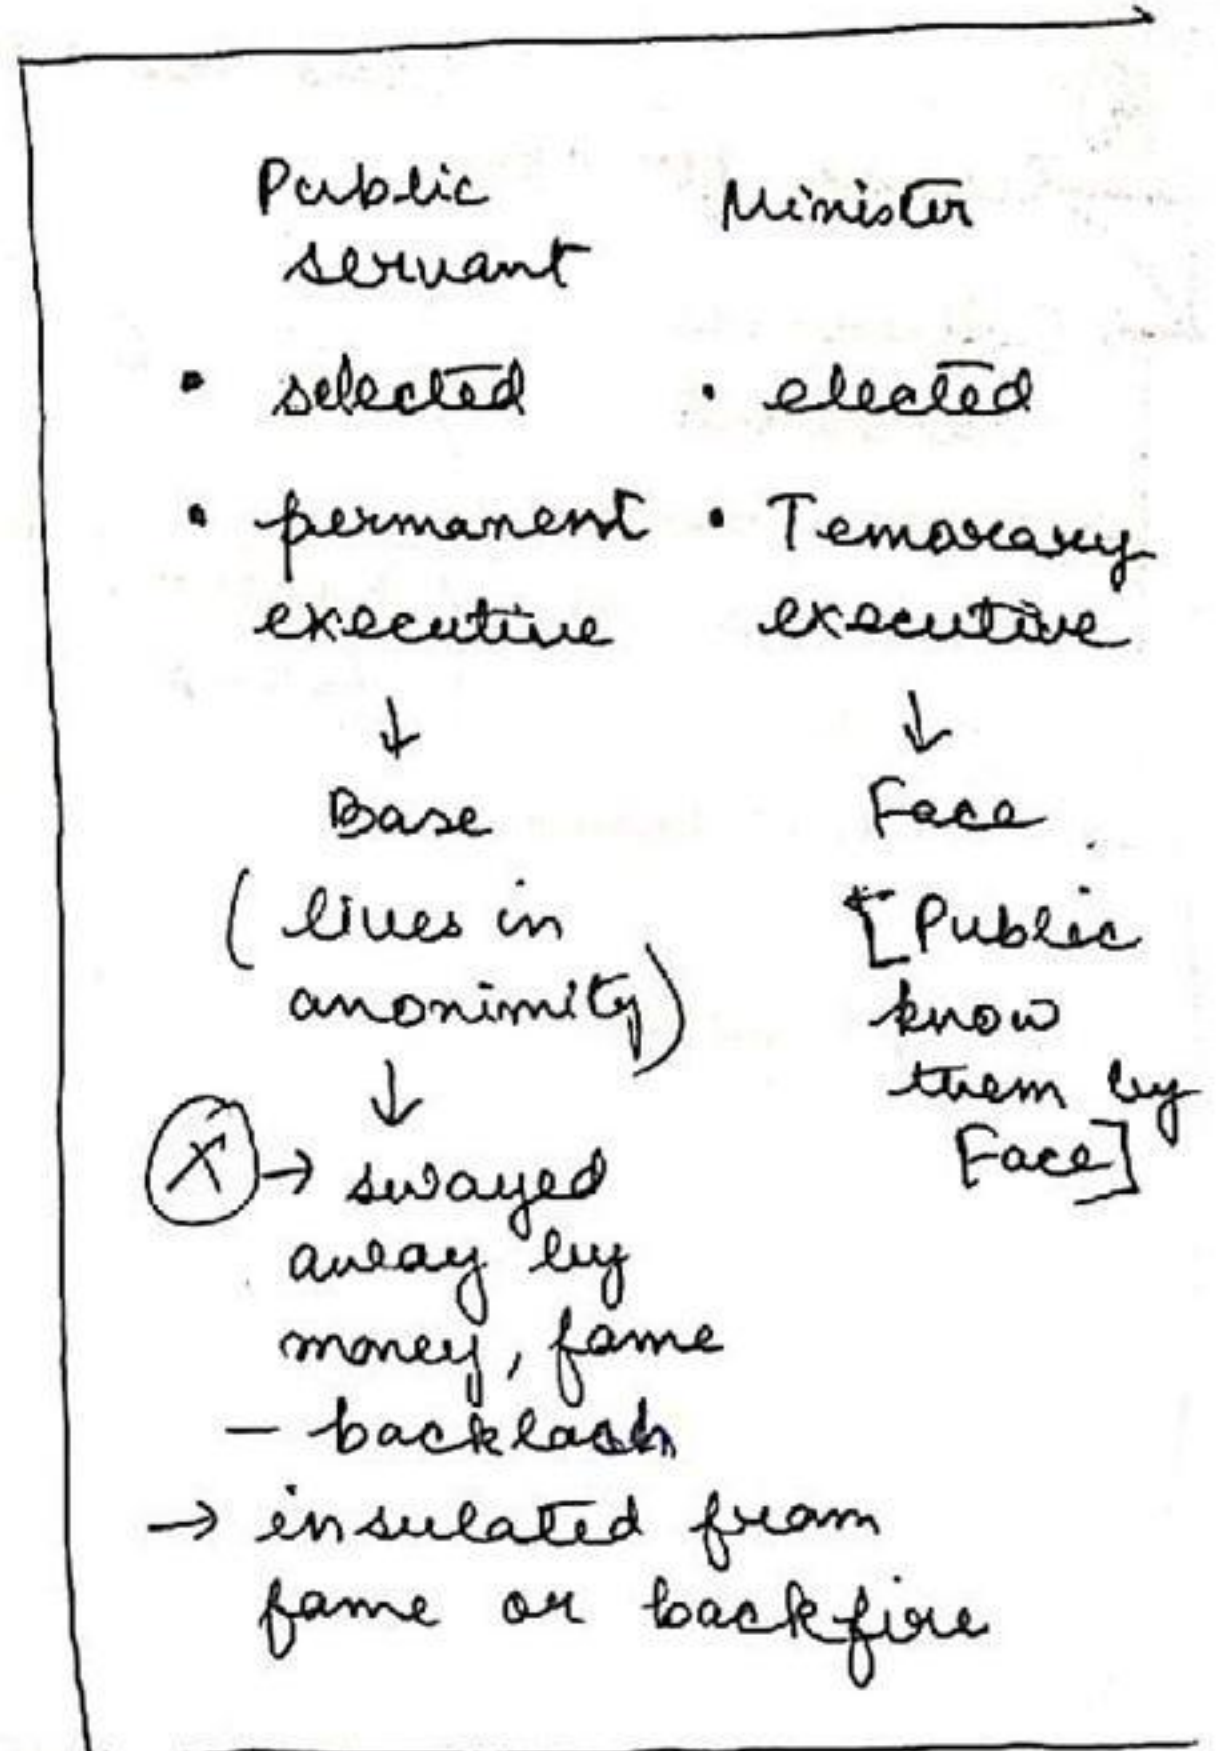 Public Minister
servant
• selected • elected
• permanent • Temorary
executive executive
↓ ↓
Base Face
(lives in [Public
anonimity) know
↓ them by
X → swayed Face]
away by
money, fame
– backlash
→ insulated from
fame or backfire